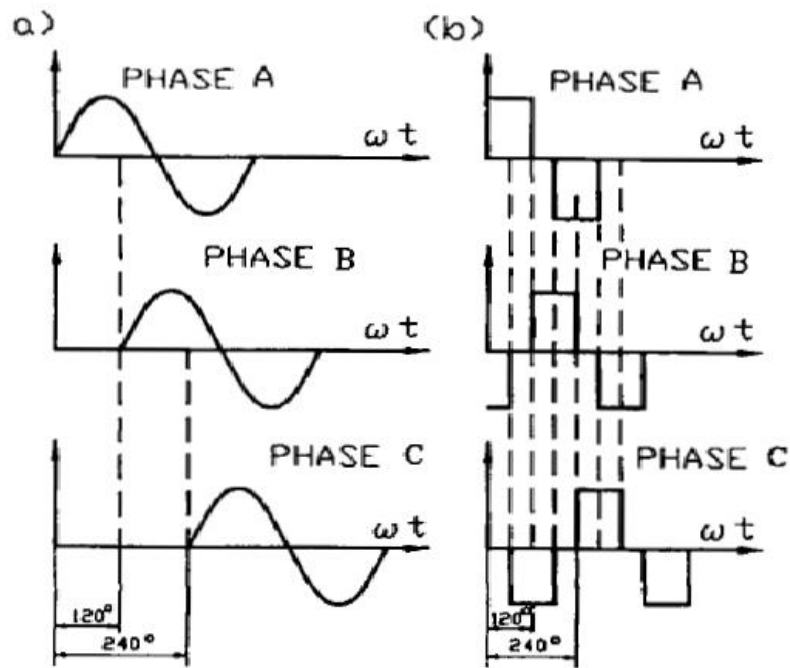 a)
PHASE A
ωt
PHASE B
ωt
PHASE C
ωt
120°
240°
(b)
PHASE A
ωt
PHASE B
ωt
PHASE C
ωt
120°
240°